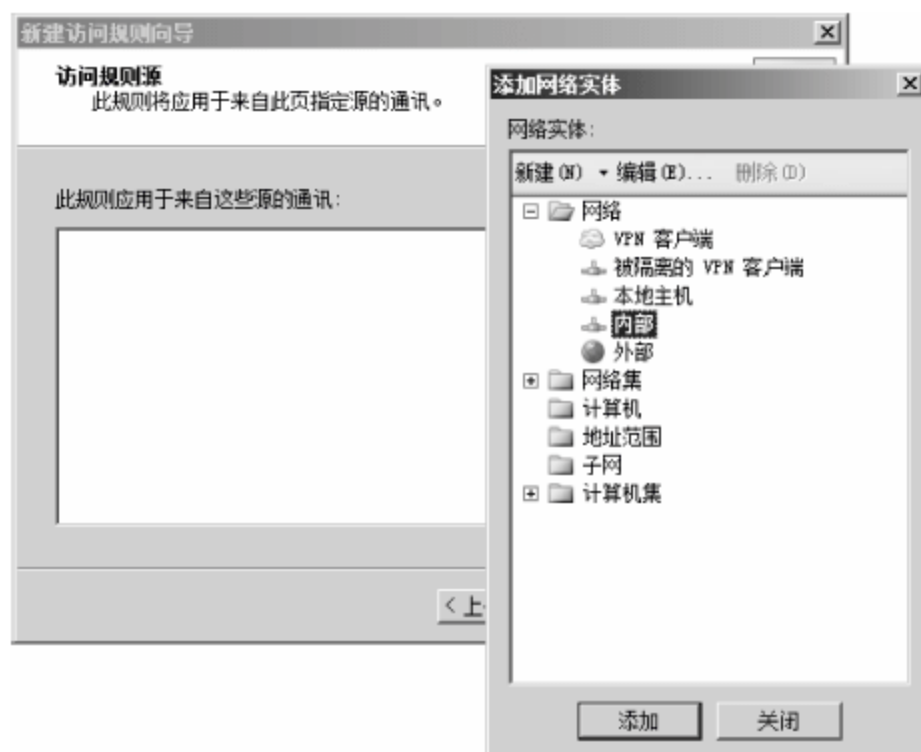 新建访问规则向导
访问规则源
此规则将应用于来自此页指定源的通讯。
此规则应用于来自这些源的通讯:
<上
添加网络实体
网络实体:
新建(N) 编辑(E)... 删除(D)
网络
VPN 客户端
被隔离的 VPN 客户端
本地主机
内部
外部
网络集
计算机
地址范围
子网
计算机集
添加 关闭